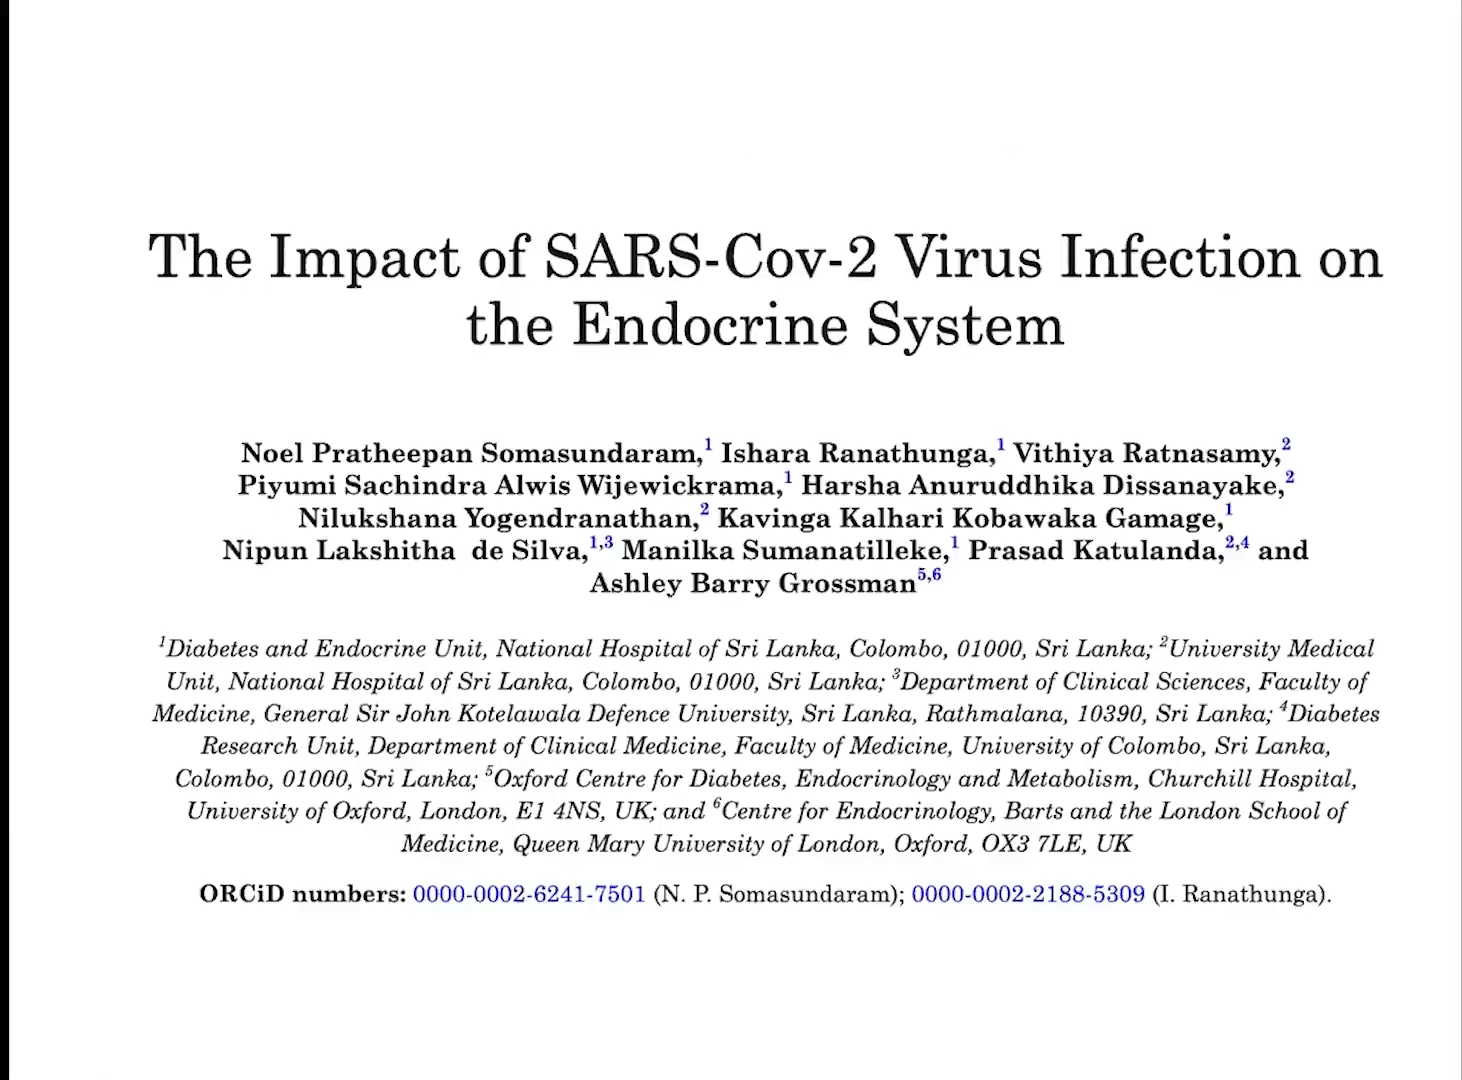 The Impact of SARS-Cov-2 Virus Infection on
the Endocrine System
Noel Pratheepan Somasundaram,1 Ishara Ranathunga,1 Vithiya Ratnasamy,2
Piyumi Sachindra Alwis Wijewickrama,1 Harsha Anuruddhika Dissanayake,2
Nilukshana Yogendranathan,2 Kavinga Kalhari Kobawaka Gamage,1
Nipun Lakshitha de Silva,1,3 Manilka Sumanatilleke,1 Prasad Katulanda,2,4 and
Ashley Barry Grossman5,6
1Diabetes and Endocrine Unit, National Hospital of Sri Lanka, Colombo, 01000, Sri Lanka; 2University Medical
Unit, National Hospital of Sri Lanka, Colombo, 01000, Sri Lanka; 3Department of Clinical Sciences, Faculty of
Medicine, General Sir John Kotelawala Defence University, Sri Lanka, Rathmalana, 10390, Sri Lanka; 4Diabetes
Research Unit, Department of Clinical Medicine, Faculty of Medicine, University of Colombo, Sri Lanka,
Colombo, 01000, Sri Lanka; 5Oxford Centre for Diabetes, Endocrinology and Metabolism, Churchill Hospital,
University of Oxford, London, E1 4NS, UK; and 6Centre for Endocrinology, Barts and the London School of
Medicine, Queen Mary University of London, Oxford, OX3 7LE, UK
ORCiD numbers: 0000-0002-6241-7501 (N. P. Somasundaram); 0000-0002-2188-5309 (I. Ranathunga).